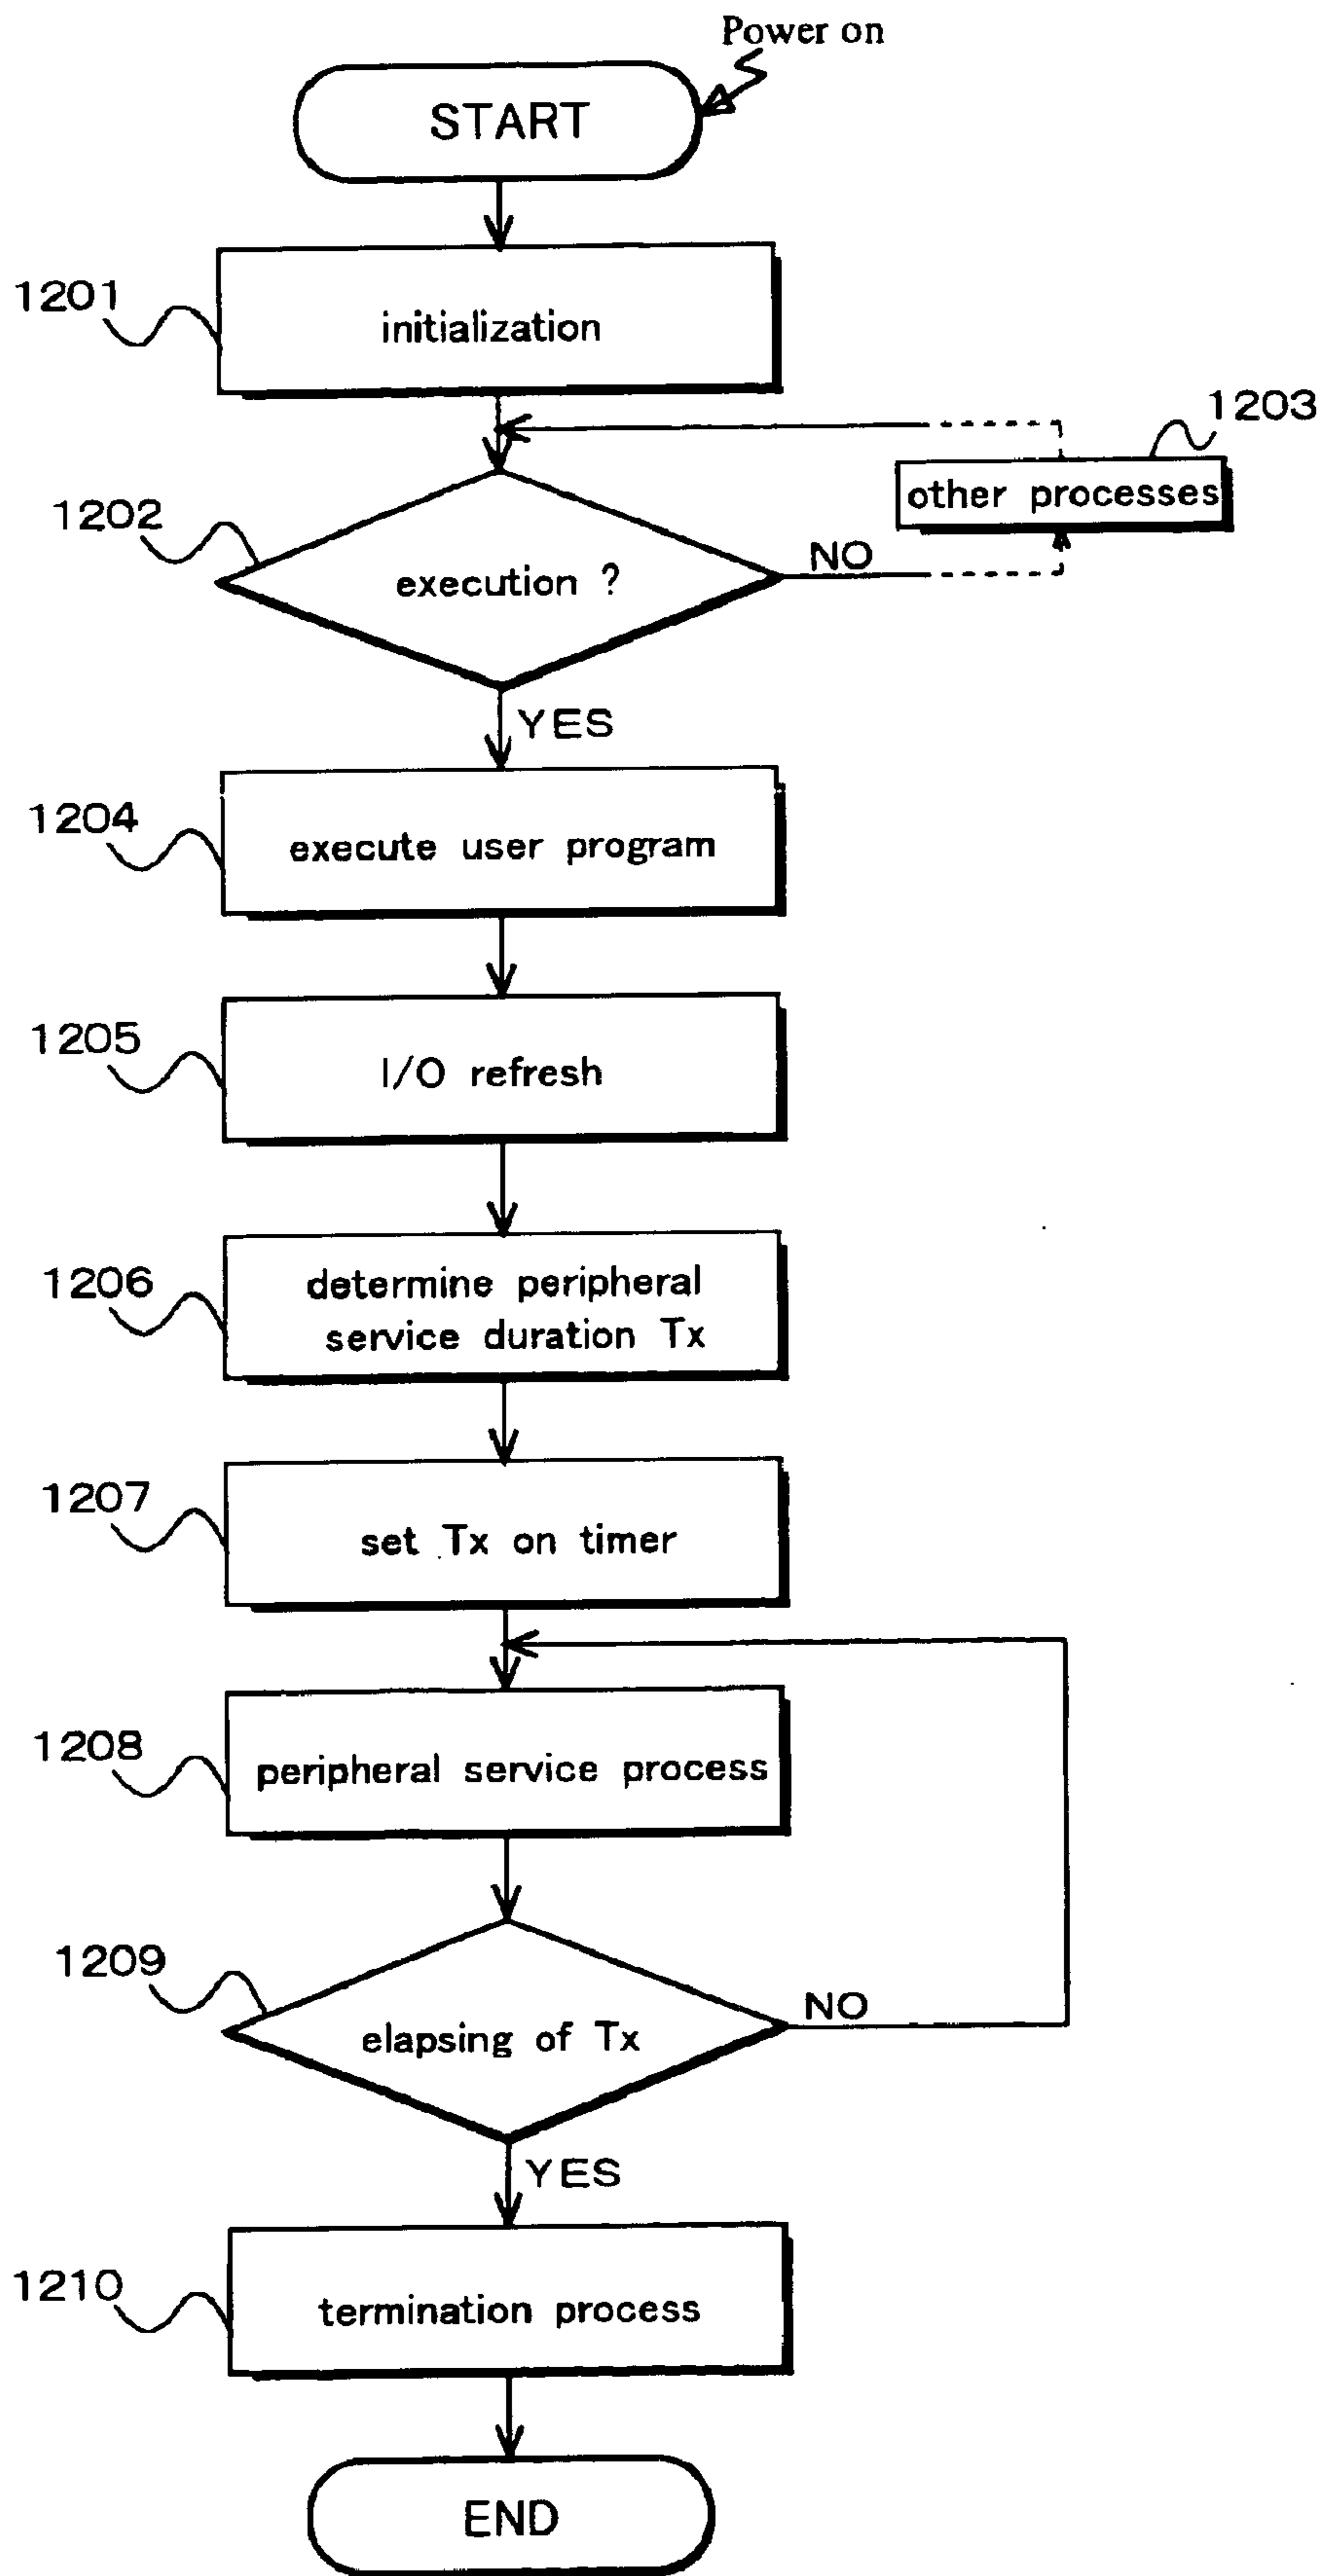 Power on
START
1201
initialization
1203
other processes
1202
execution ?
NO
YES
1204
execute user program
1205
I/O refresh
1206
determine peripheral
service duration Tx
1207
set Tx on timer
1208
peripheral service process
1209
elapsing of Tx
NO
YES
1210
termination process
END